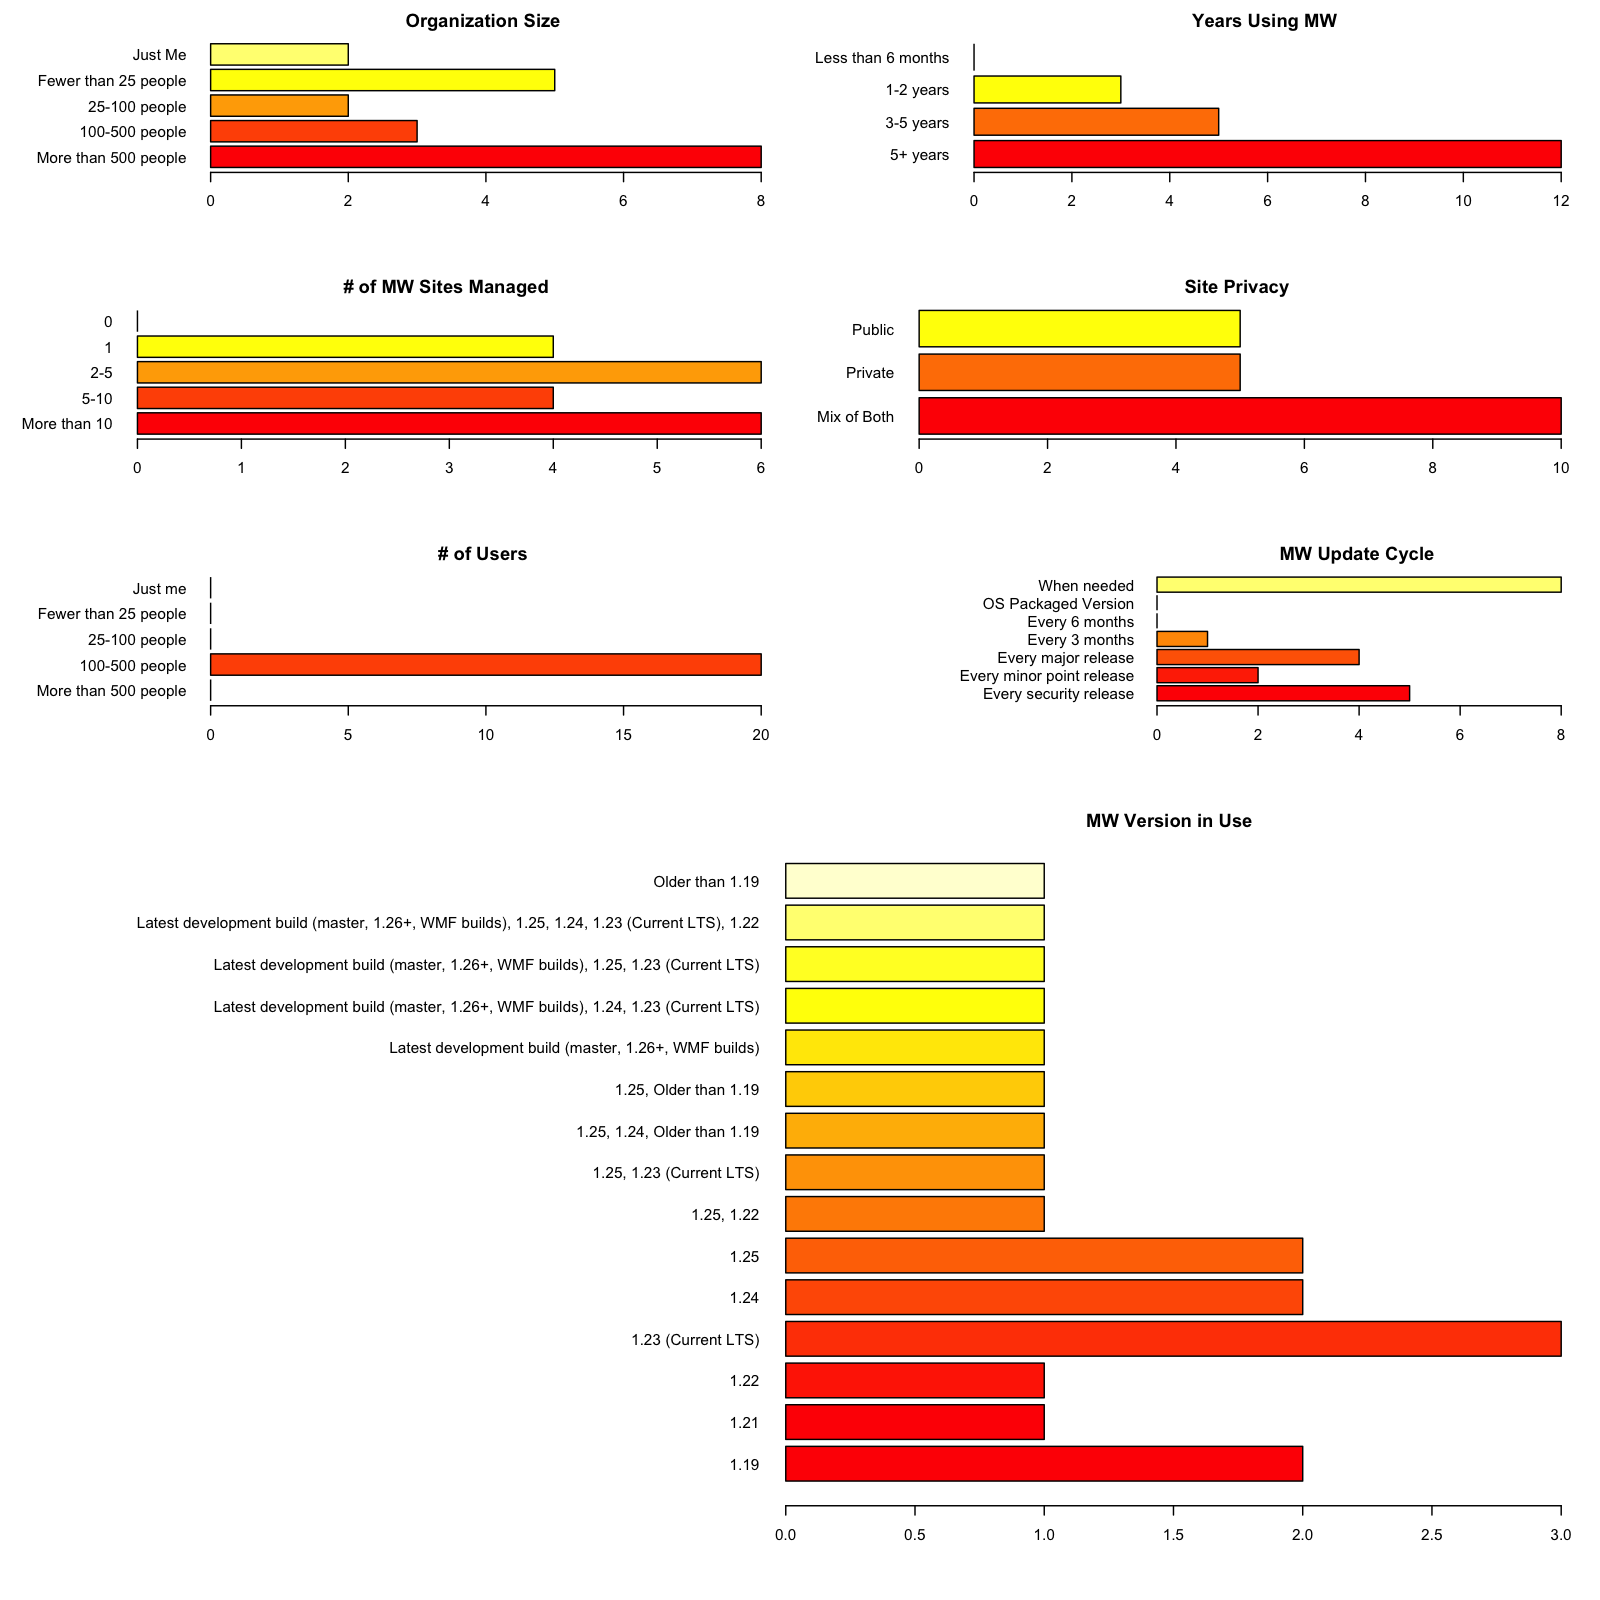 Organization Size
Just Me
Fewer than 25 people
25-100 people
100-500 people
More than 500 people
0 2 4 6 8
Years Using MW
Less than 6 months
1-2 years
3-5 years
5+ years
0 2 4 6 8 10 12
# of MW Sites Managed
0
1
2-5
5-10
More than 10
0 1 2 3 4 5 6
Site Privacy
Public
Private
Mix of Both
0 2 4 6 8 10
# of Users
Just me
Fewer than 25 people
25-100 people
100-500 people
More than 500 people
0 5 10 15 20
MW Update Cycle
When needed
OS Packaged Version
Every 6 months
Every 3 months
Every major release
Every minor point release
Every security release
0 2 4 6 8
MW Version in Use
Older than 1.19
Latest development build (master, 1.26+, WMF builds), 1.25, 1.24, 1.23 (Current LTS), 1.22
Latest development build (master, 1.26+, WMF builds), 1.25, 1.23 (Current LTS)
Latest development build (master, 1.26+, WMF builds), 1.24, 1.23 (Current LTS)
Latest development build (master, 1.26+, WMF builds)
1.25, Older than 1.19
1.25, 1.24, Older than 1.19
1.25, 1.23 (Current LTS)
1.25, 1.22
1.25
1.24
1.23 (Current LTS)
1.22
1.21
1.19
0.0 0.5 1.0 1.5 2.0 2.5 3.0